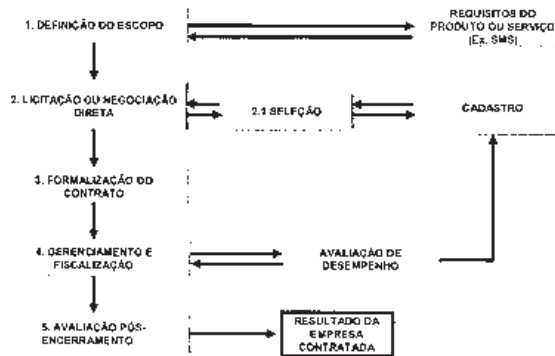 1. DEFINIÇÃO DO ESCOPO
REQUISITOS DO
PRODUTO OU SERVIÇO
(Ex. SMS)
2. LICITAÇÃO OU NEGOCIAÇÃO
DIRETA
2.1 SELEÇÃO
CADASTRO
3. FORMALIZAÇÃO DO
CONTRATO
4. GERENCIAMENTO E
FISCALIZAÇÃO
AVALIAÇÃO DE
DESEMPENHO
5. AVALIAÇÃO PÓS-
ENCERRAMENTO
RESULTADO DA
EMPRESA
CONTRATADA